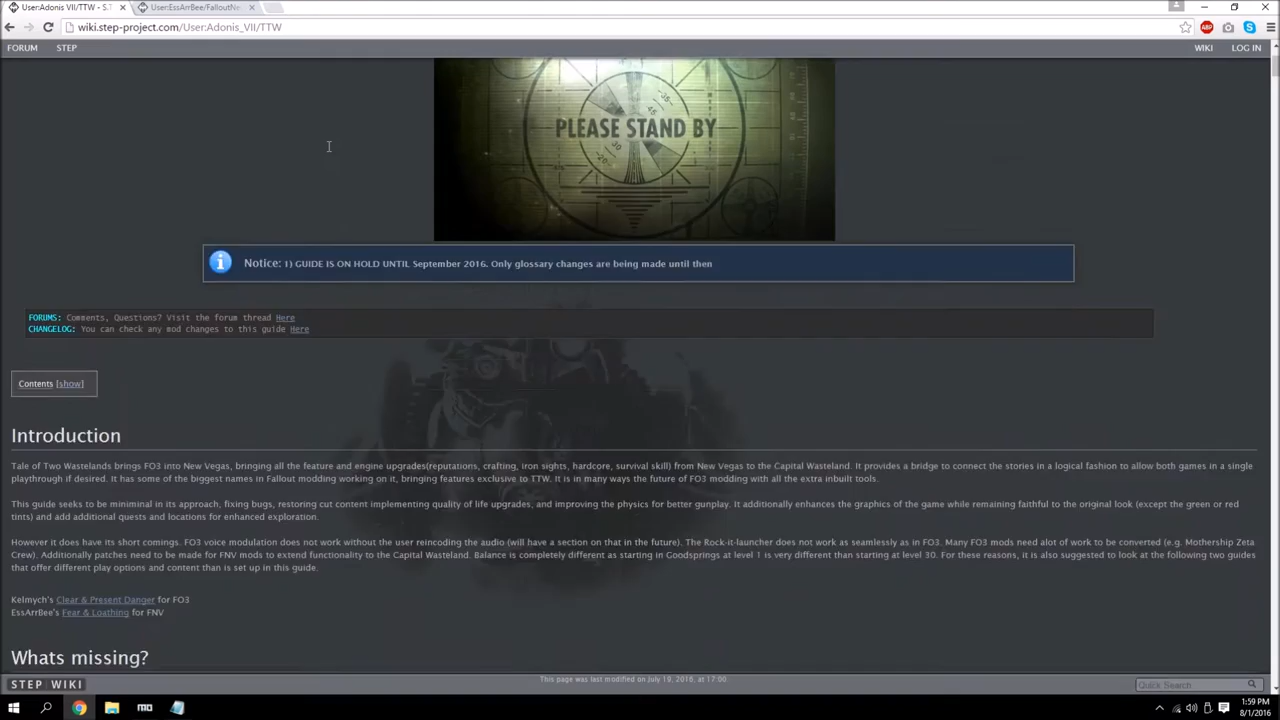 User:Adonis VII/TTW - S.T
User:EssArrBee/FalloutNe
wiki.step-project.com/User:Adonis_VII/TTW
FORUM STEP WIKI LOG IN
PLEASE STAND BY
Notice: 1) GUIDE IS ON HOLD UNTIL September 2016. Only glossary changes are being made until then
FORUMS: Comments, Questions? Visit the forum thread Here
CHANGELOG: You can check any mod changes to this guide Here
Contents [show]
Introduction
Tale of Two Wastelands brings FO3 into New Vegas, bringing all the feature and engine upgrades(reputations, crafting, iron sights, hardcore, survival skill) from New Vegas to the Capital Wasteland. It provides a bridge to connect the stories in a logical fashion to allow both games in a single
playthrough if desired. It has some of the biggest names in Fallout modding working on it, bringing features exclusive to TTW. It is in many ways the future of FO3 modding with all the extra inbuilt tools.
This guide seeks to be miniminal in its approach, fixing bugs, restoring cut content implementing quality of life upgrades, and improving the physics for better gunplay. It additionally enhances the graphics of the game while remaining faithful to the original look (except the green or red
tints) and add additional quests and locations for enhanced exploration.
However it does have its short comings. FO3 voice modulation does not work without the user reincoding the audio (will have a section on that in the future). The Rock-it-launcher does not work as seamlessly as in FO3. Many FO3 mods need alot of work to be converted (e.g. Mothership Zeta
Crew). Additionally patches need to be made for FNV mods to extend functionality to the Capital Wasteland. Balance is completely different as starting in Goodsprings at level 1 is very different than starting at level 30. For these reasons, it is also suggested to look at the following two guides
that offer different play options and content than is set up in this guide.
Kelmych's Clear & Present Danger for FO3
EssArrBee's Fear & Loathing for FNV
Whats missing?
STEP WIKI
This page was last modified on July 19, 2016, at 17:00.
Quick Search
1:59 PM
8/1/2016